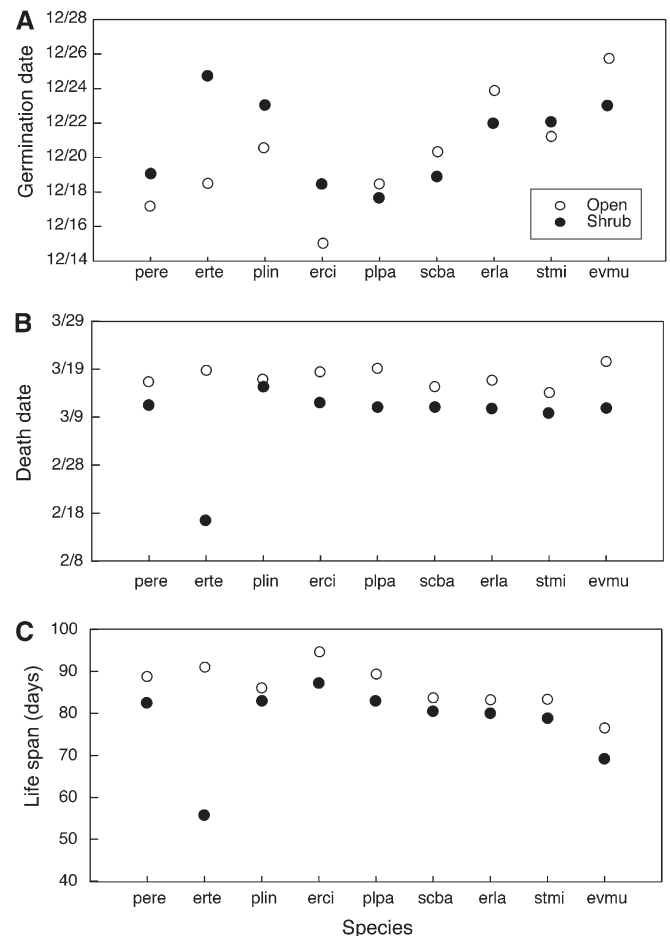 A
Germination date
12/28
12/26
12/24
12/22
12/20
12/18
12/16
12/14
Open
Shrub
pere erte plin erci plpa scba erla stmi evmu
B
Death date
3/29
3/19
3/9
2/28
2/18
2/8
pere erte plin erci plpa scba erla stmi evmu
C
Life span (days)
100
90
80
70
60
50
40
pere erte plin erci plpa scba erla stmi evmu
Species